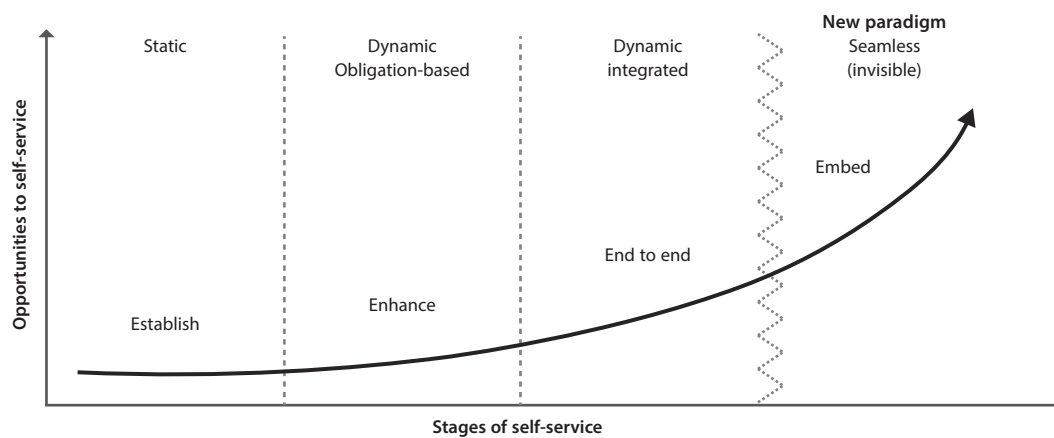 New paradigm
Static
Dynamic
Obligation-based
Dynamic
integrated
Seamless
(invisible)
Opportunities to self-service
Embed
End to end
Enhance
Establish
Stages of self-service